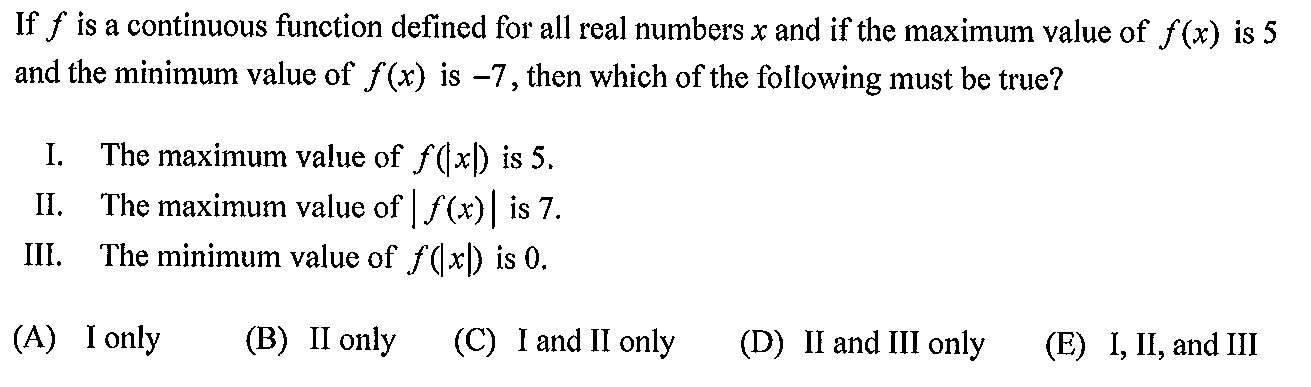 If f is a continuous function defined for all real numbers x and if the maximum value of f(x) is 5
and the minimum value of f(x) is −7, then which of the following must be true?
I. The maximum value of f(|x|) is 5.
II. The maximum value of |f(x)| is 7.
III. The minimum value of f(|x|) is 0.
(A) I only (B) II only (C) I and II only (D) II and III only (E) I, II, and III